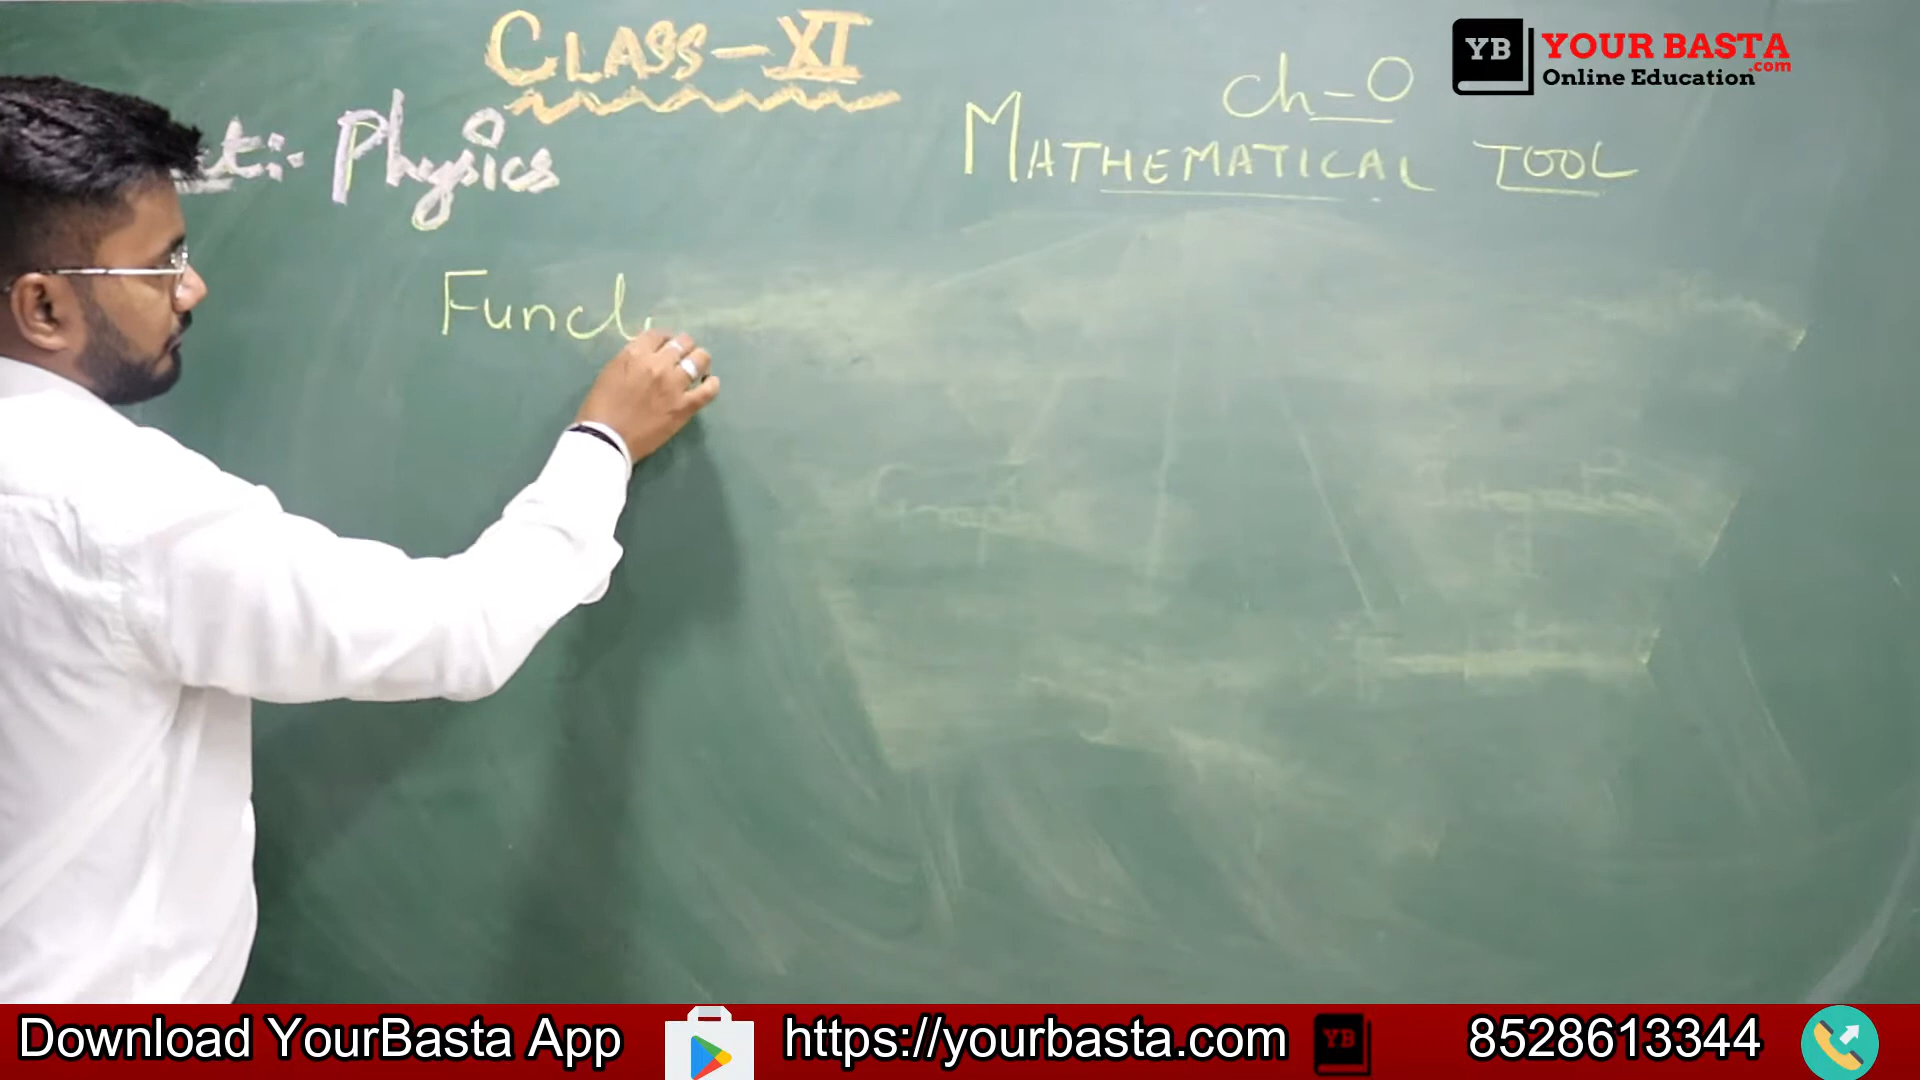 CLASS-XI
ch-0
YB YOUR BASTA
.com
Online Education
Physics
MATHEMATICAL TOOL
Download YourBasta App
https://yourbasta.com
YB
8528613344